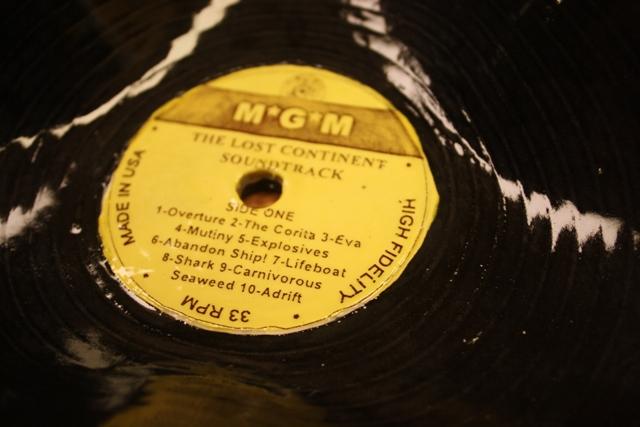 M*G*M
THE LOST CONTINENT
SOUNDTRACK
SIDE ONE
1-Overture 2-The Corita 3-Eva
4-Mutiny 5-Explosives
6-Abandon Ship! 7-Lifeboat
8-Shark 9-Carnivorous
Seaweed 10-Adrift
MADE IN USA
33 RPM
HIGH FIDELITY